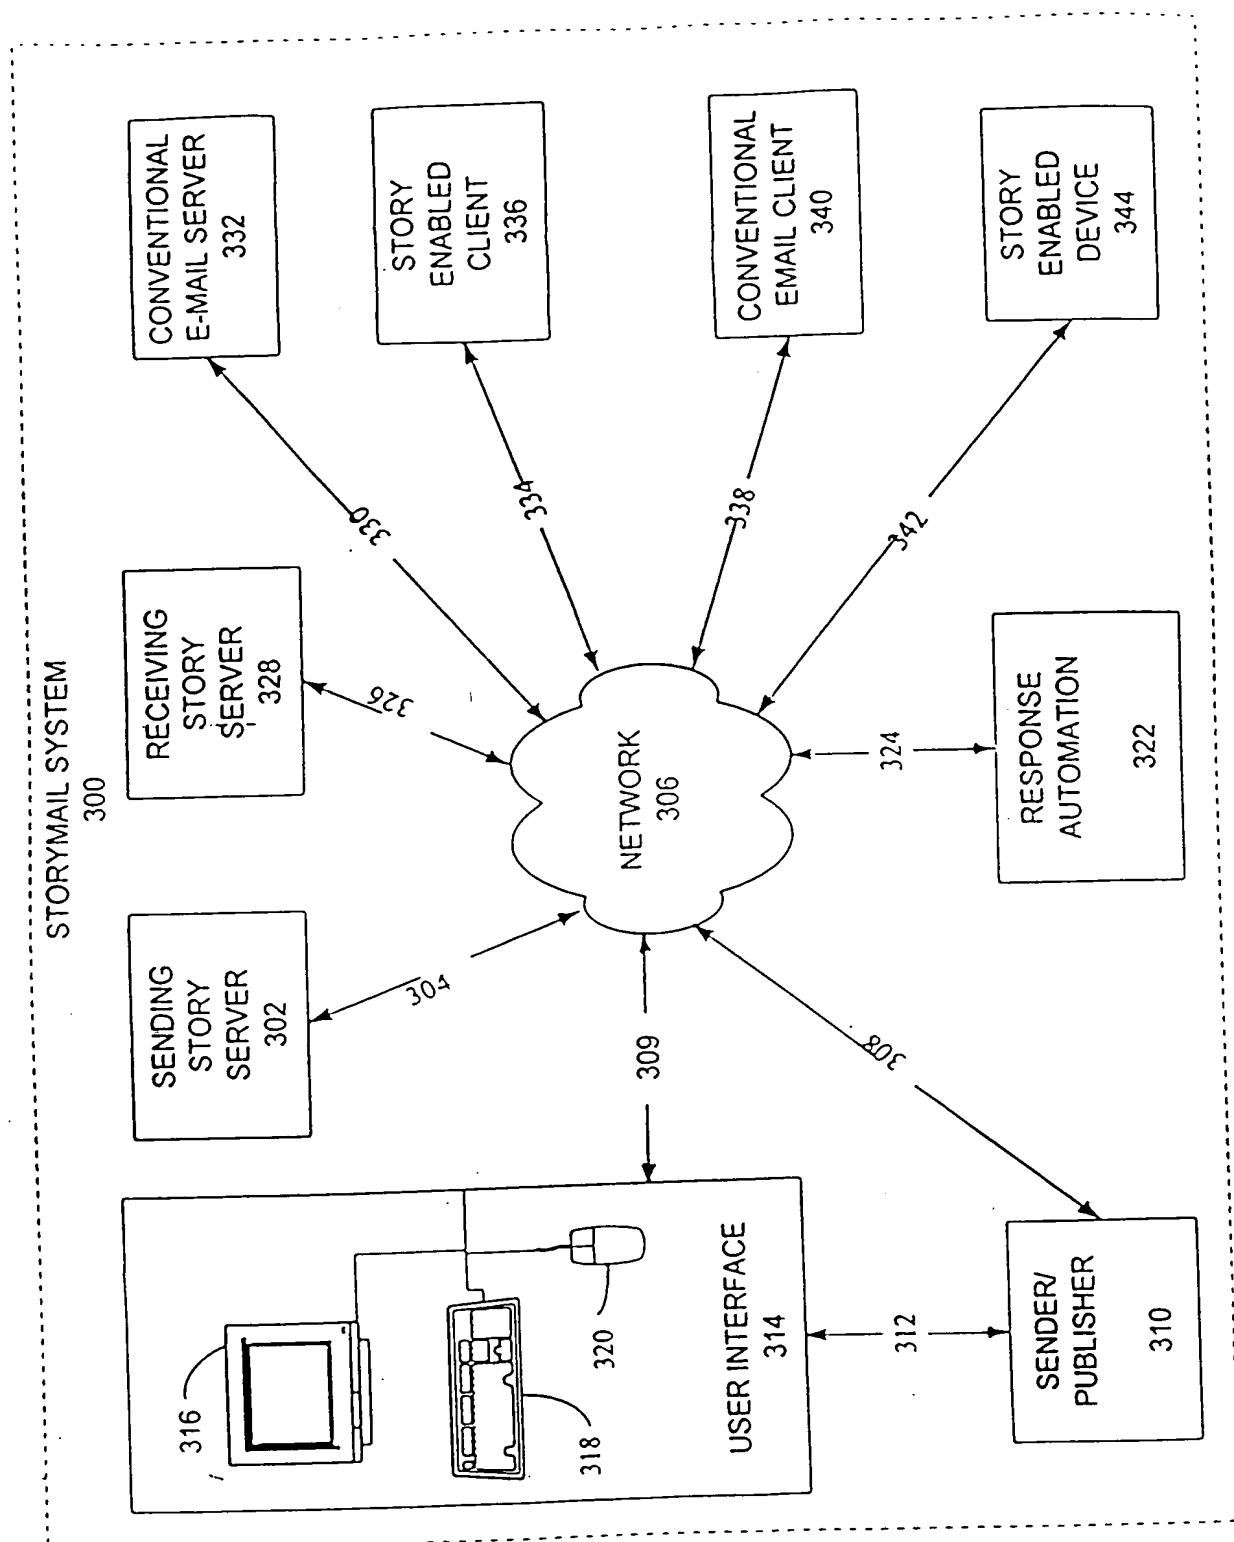 STORYMAIL SYSTEM
300
SENDING
STORY
SERVER
302
RECEIVING
STORY
SERVER
328
CONVENTIONAL
E-MAIL SERVER
332
STORY
ENABLED
CLIENT
336
CONVENTIONAL
EMAIL CLIENT
340
STORY
ENABLED
DEVICE
344
304
326
330
334
338
342
NETWORK
306
309
308
324
316
318
320
USER INTERFACE
314
312
SENDER/
PUBLISHER
310
RESPONSE
AUTOMATION
322